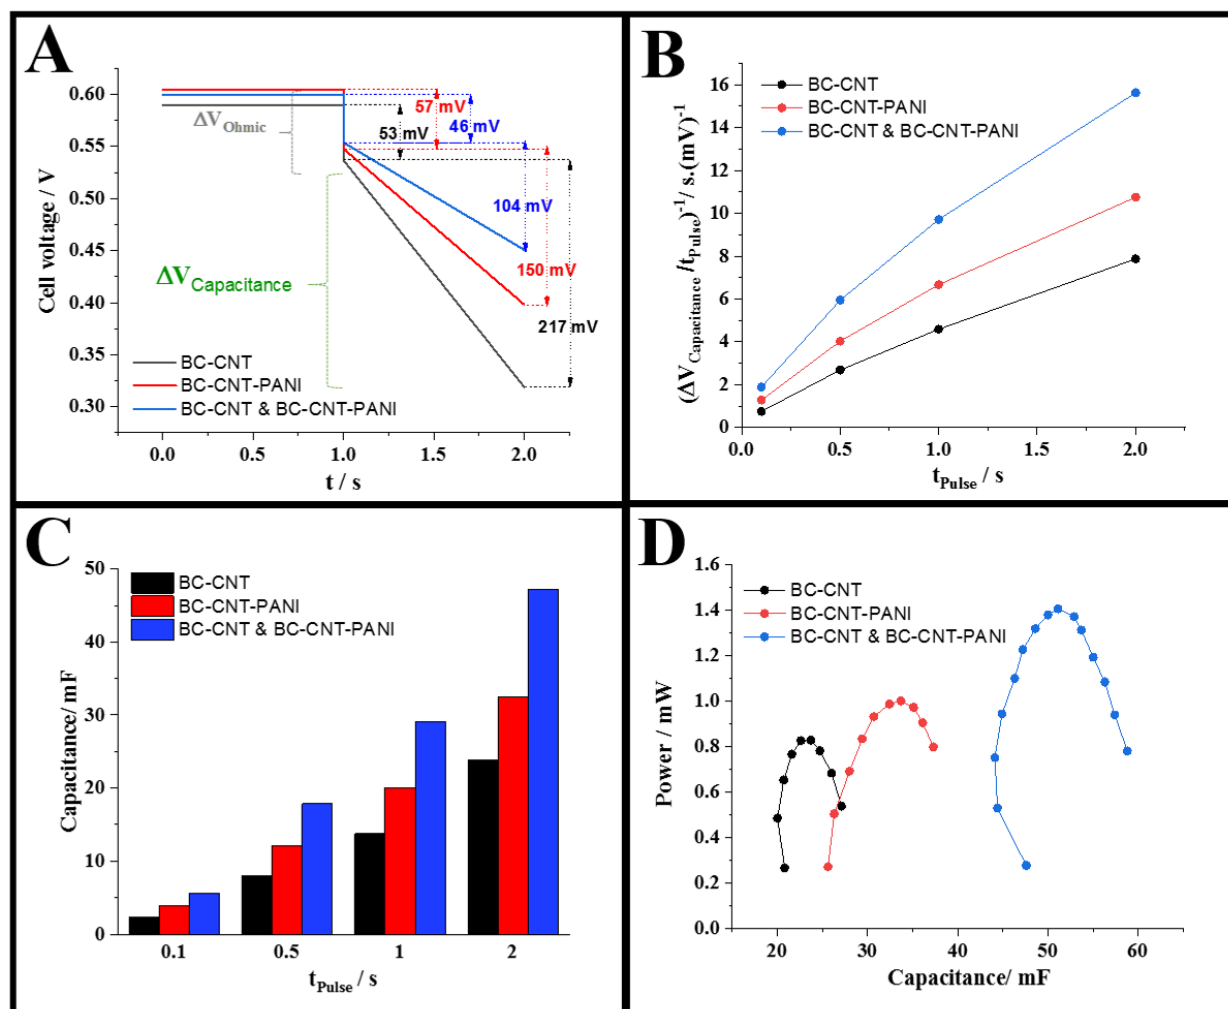 A
Cell voltage / V
0.60
0.55
0.50
0.45
0.40
0.35
0.30
ΔV_Ohmic
ΔV_Capacitance
57 mV
46 mV
53 mV
104 mV
150 mV
217 mV
BC-CNT
BC-CNT-PANI
BC-CNT & BC-CNT-PANI
0.0 0.5 1.0 1.5 2.0
t / s
B
(ΔV_Capacitance /t_Pulse)^-1/ s.(mV)^-1
16
14
12
10
8
6
4
2
0
BC-CNT
BC-CNT-PANI
BC-CNT & BC-CNT-PANI
0.0 0.5 1.0 1.5 2.0
t_Pulse / s
C
Capacitance/ mF
50
40
30
20
10
0
BC-CNT
BC-CNT-PANI
BC-CNT & BC-CNT-PANI
0.1 0.5 1 2
t_Pulse / s
D
Power / mW
1.6
1.4
1.2
1.0
0.8
0.6
0.4
0.2
0.0
BC-CNT
BC-CNT-PANI
BC-CNT & BC-CNT-PANI
20 30 40 50 60
Capacitance/ mF